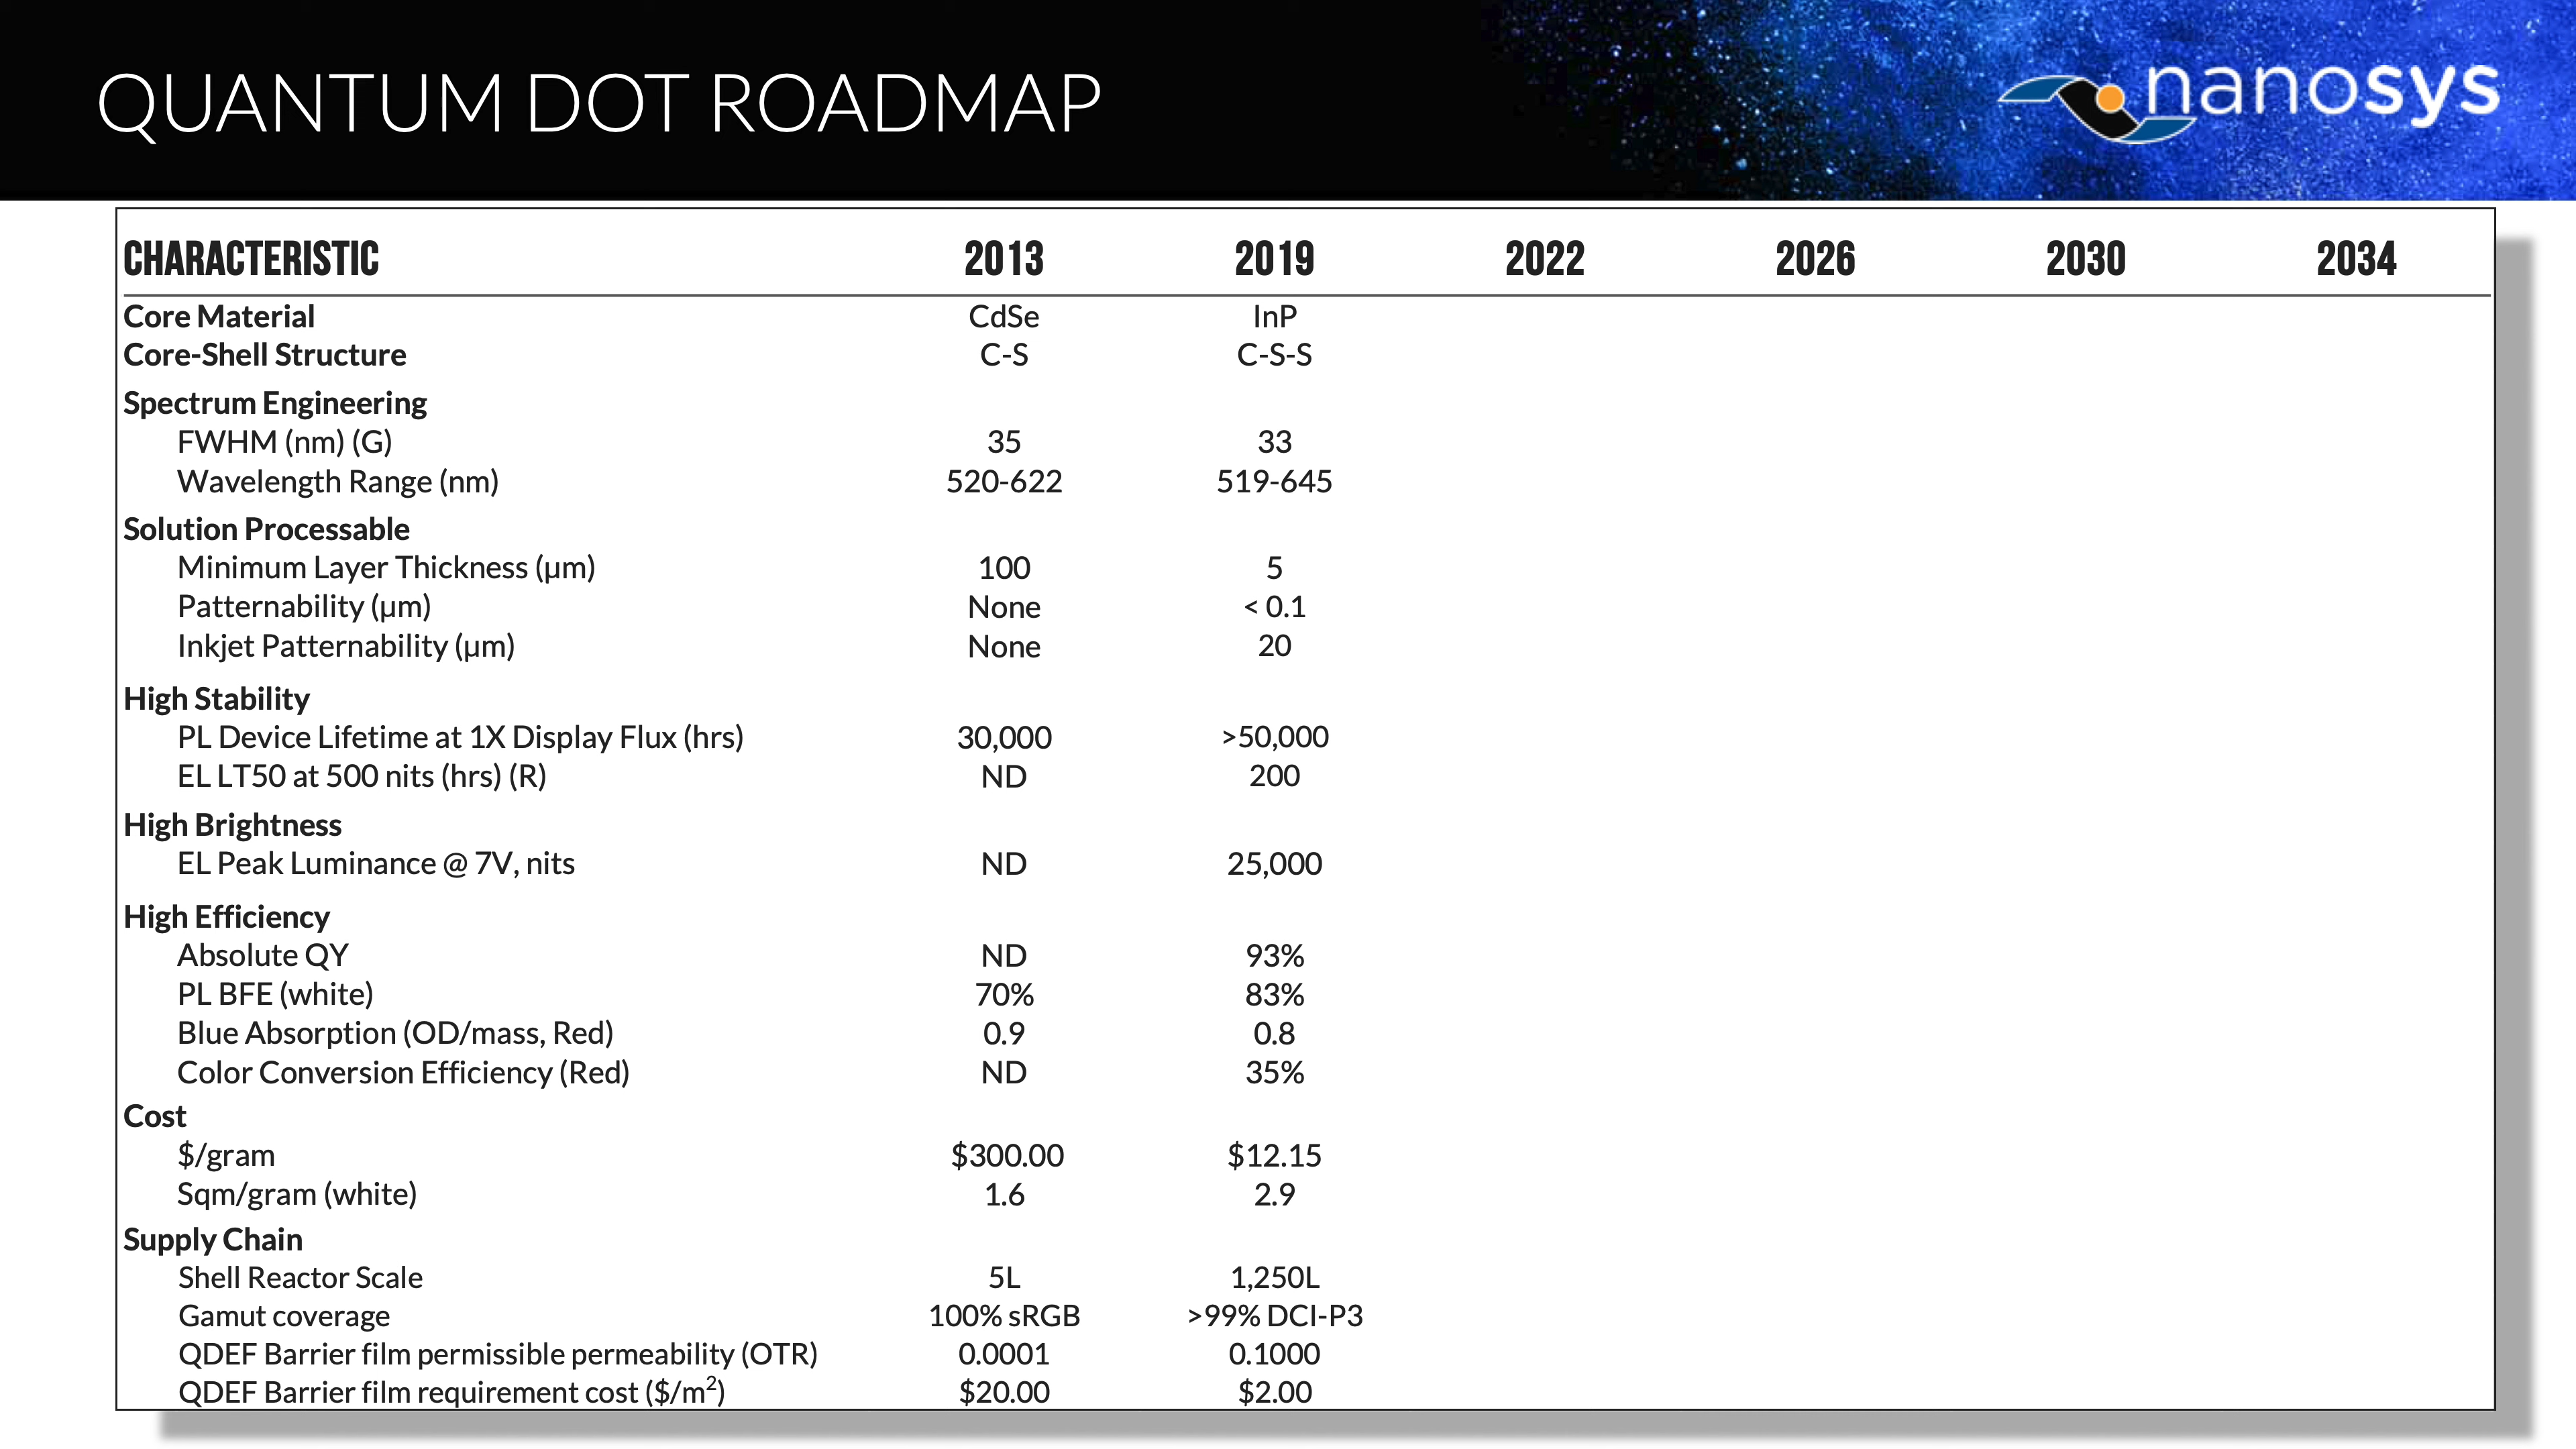 QUANTUM DOT ROADMAP
nanosys
CHARACTERISTIC 2013 2019 2022 2026 2030 2034
Core Material CdSe InP
Core-Shell Structure C-S C-S-S
Spectrum Engineering
FWHM (nm) (G) 35 33
Wavelength Range (nm) 520-622 519-645
Solution Processable
Minimum Layer Thickness (µm) 100 5
Patternability (µm) None < 0.1
Inkjet Patternability (µm) None 20
High Stability
PL Device Lifetime at 1X Display Flux (hrs) 30,000 >50,000
EL LT50 at 500 nits (hrs) (R) ND 200
High Brightness
EL Peak Luminance @ 7V, nits ND 25,000
High Efficiency
Absolute QY ND 93%
PL BFE (white) 70% 83%
Blue Absorption (OD/mass, Red) 0.9 0.8
Color Conversion Efficiency (Red) ND 35%
Cost
$/gram $300.00 $12.15
Sqm/gram (white) 1.6 2.9
Supply Chain
Shell Reactor Scale 5L 1,250L
Gamut coverage 100% sRGB >99% DCI-P3
QDEF Barrier film permissible permeability (OTR) 0.0001 0.1000
QDEF Barrier film requirement cost ($/m²) $20.00 $2.00